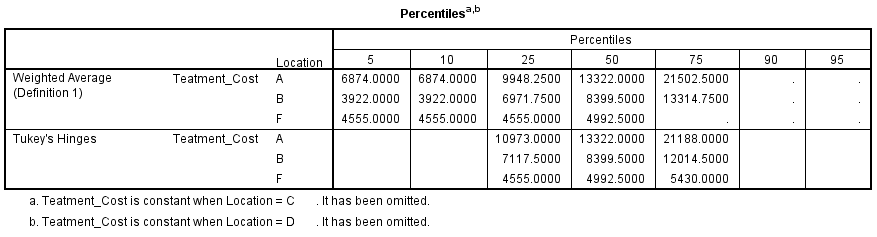 Percentiles a,b
Percentiles
Location 5 10 25 50 75 90 95
Weighted Average (Definition 1) Teatment_Cost A 6874.0000 6874.0000 9948.2500 13322.0000 21502.5000 . .
B 3922.0000 3922.0000 6971.7500 8399.5000 13314.7500 . .
F 4555.0000 4555.0000 4555.0000 4992.5000 . . .
Tukey's Hinges Teatment_Cost A 10973.0000 13322.0000 21188.0000
B 7117.5000 8399.5000 12014.5000
F 4555.0000 4992.5000 5430.0000
a. Teatment_Cost is constant when Location = C . It has been omitted.
b. Teatment_Cost is constant when Location = D . It has been omitted.